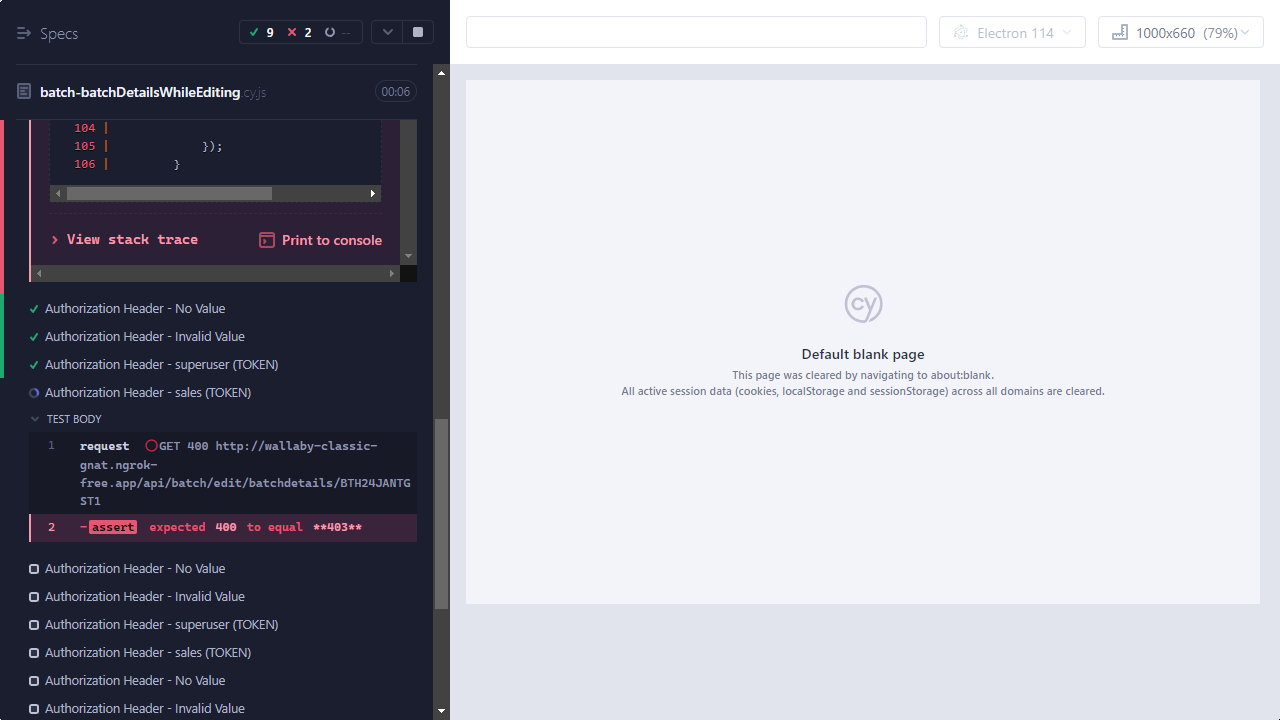 Specs
9 2 --
Electron 114
1000x660 (79%)
batch-batchDetailsWhileEditing.cy.js
00:06
104 |
105 | });
106 | }
> View stack trace
Print to console
Authorization Header - No Value
Authorization Header - Invalid Value
Authorization Header - superuser (TOKEN)
Authorization Header - sales (TOKEN)
TEST BODY
1 request GET 400 http://wallaby-classic-
gnat.ngrok-
free.app/api/batch/edit/batchdetails/BTH24JANTG
ST1
2 -assert expected 400 to equal **403**
Authorization Header - No Value
Authorization Header - Invalid Value
Authorization Header - superuser (TOKEN)
Authorization Header - sales (TOKEN)
Authorization Header - No Value
Authorization Header - Invalid Value
cy
Default blank page
This page was cleared by navigating to about:blank.
All active session data (cookies, localStorage and sessionStorage) across all domains are cleared.